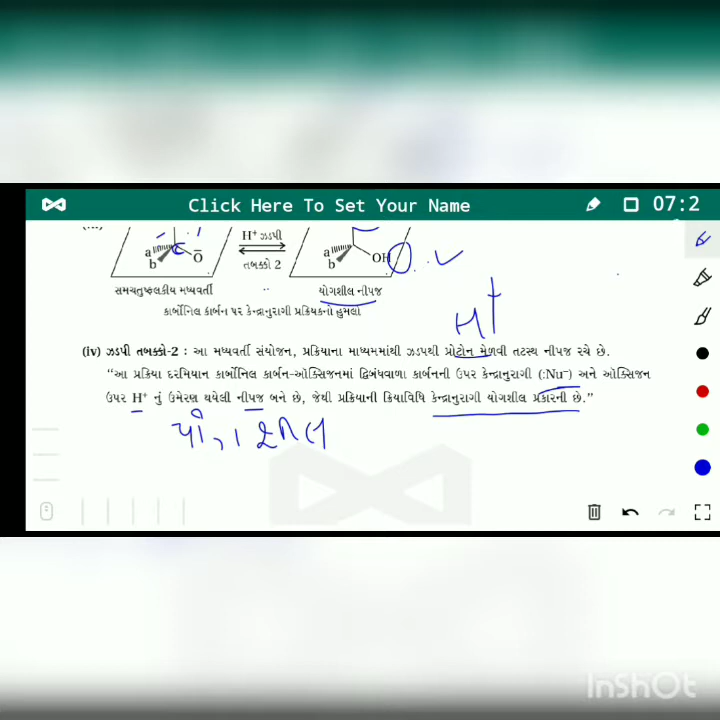 Click Here To Set Your Name
07:2
a
b
Ō
H⁺ ઝડપી
તબક્કો 2
a
b
OH
સમચતુષ્ફલકીય મધ્યવર્તી
યોગશીલ નીપજ
કાર્બોનિલ કાર્બન પર કેન્દ્રાનુરાગી પ્રક્રિયકનો હુમલો
H⁺
(iv) ઝડપી તબક્કો-2 : આ મધ્યવર્તી સંયોજન, પ્રક્રિયાના માધ્યમમાંથી ઝડપથી પ્રોટોન મેળવી તટસ્થ નીપજ રચે છે.
“આ પ્રક્રિયા દરમિયાન કાર્બોનિલ કાર્બન-ઓક્સિજનમાં દ્વિબંધવાળા કાર્બનની ઉપર કેન્દ્રાનુરાગી (:Nu⁻) અને ઓક્સિજન
ઉપર H⁺ નું ઉમેરણ થયેલી નીપજ બને છે, જેથી પ્રક્રિયાની ક્રિયાવિધિ કેન્દ્રાનુરાગી યોગશીલ પ્રકારની છે.”
InShOt